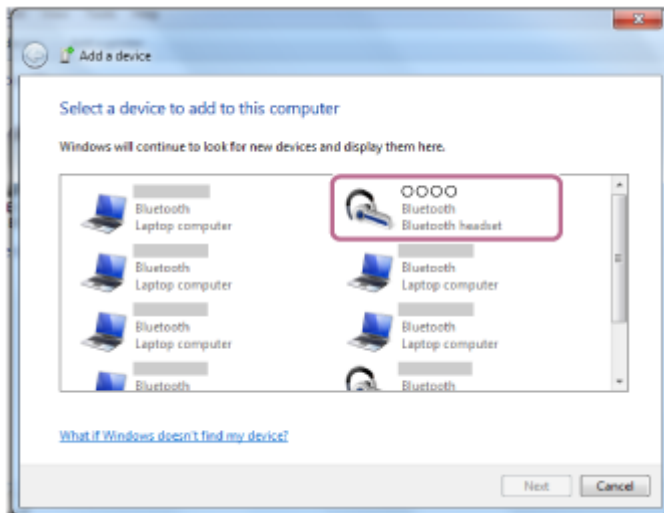 Add a device
Select a device to add to this computer
Windows will continue to look for new devices and display them here.
Bluetooth
Laptop computer
○○○○
Bluetooth
Bluetooth headset
Bluetooth
Laptop computer
Bluetooth
Laptop computer
Bluetooth
Laptop computer
Bluetooth
Laptop computer
Bluetooth
Bluetooth
What if Windows doesn't find my device?
Next
Cancel